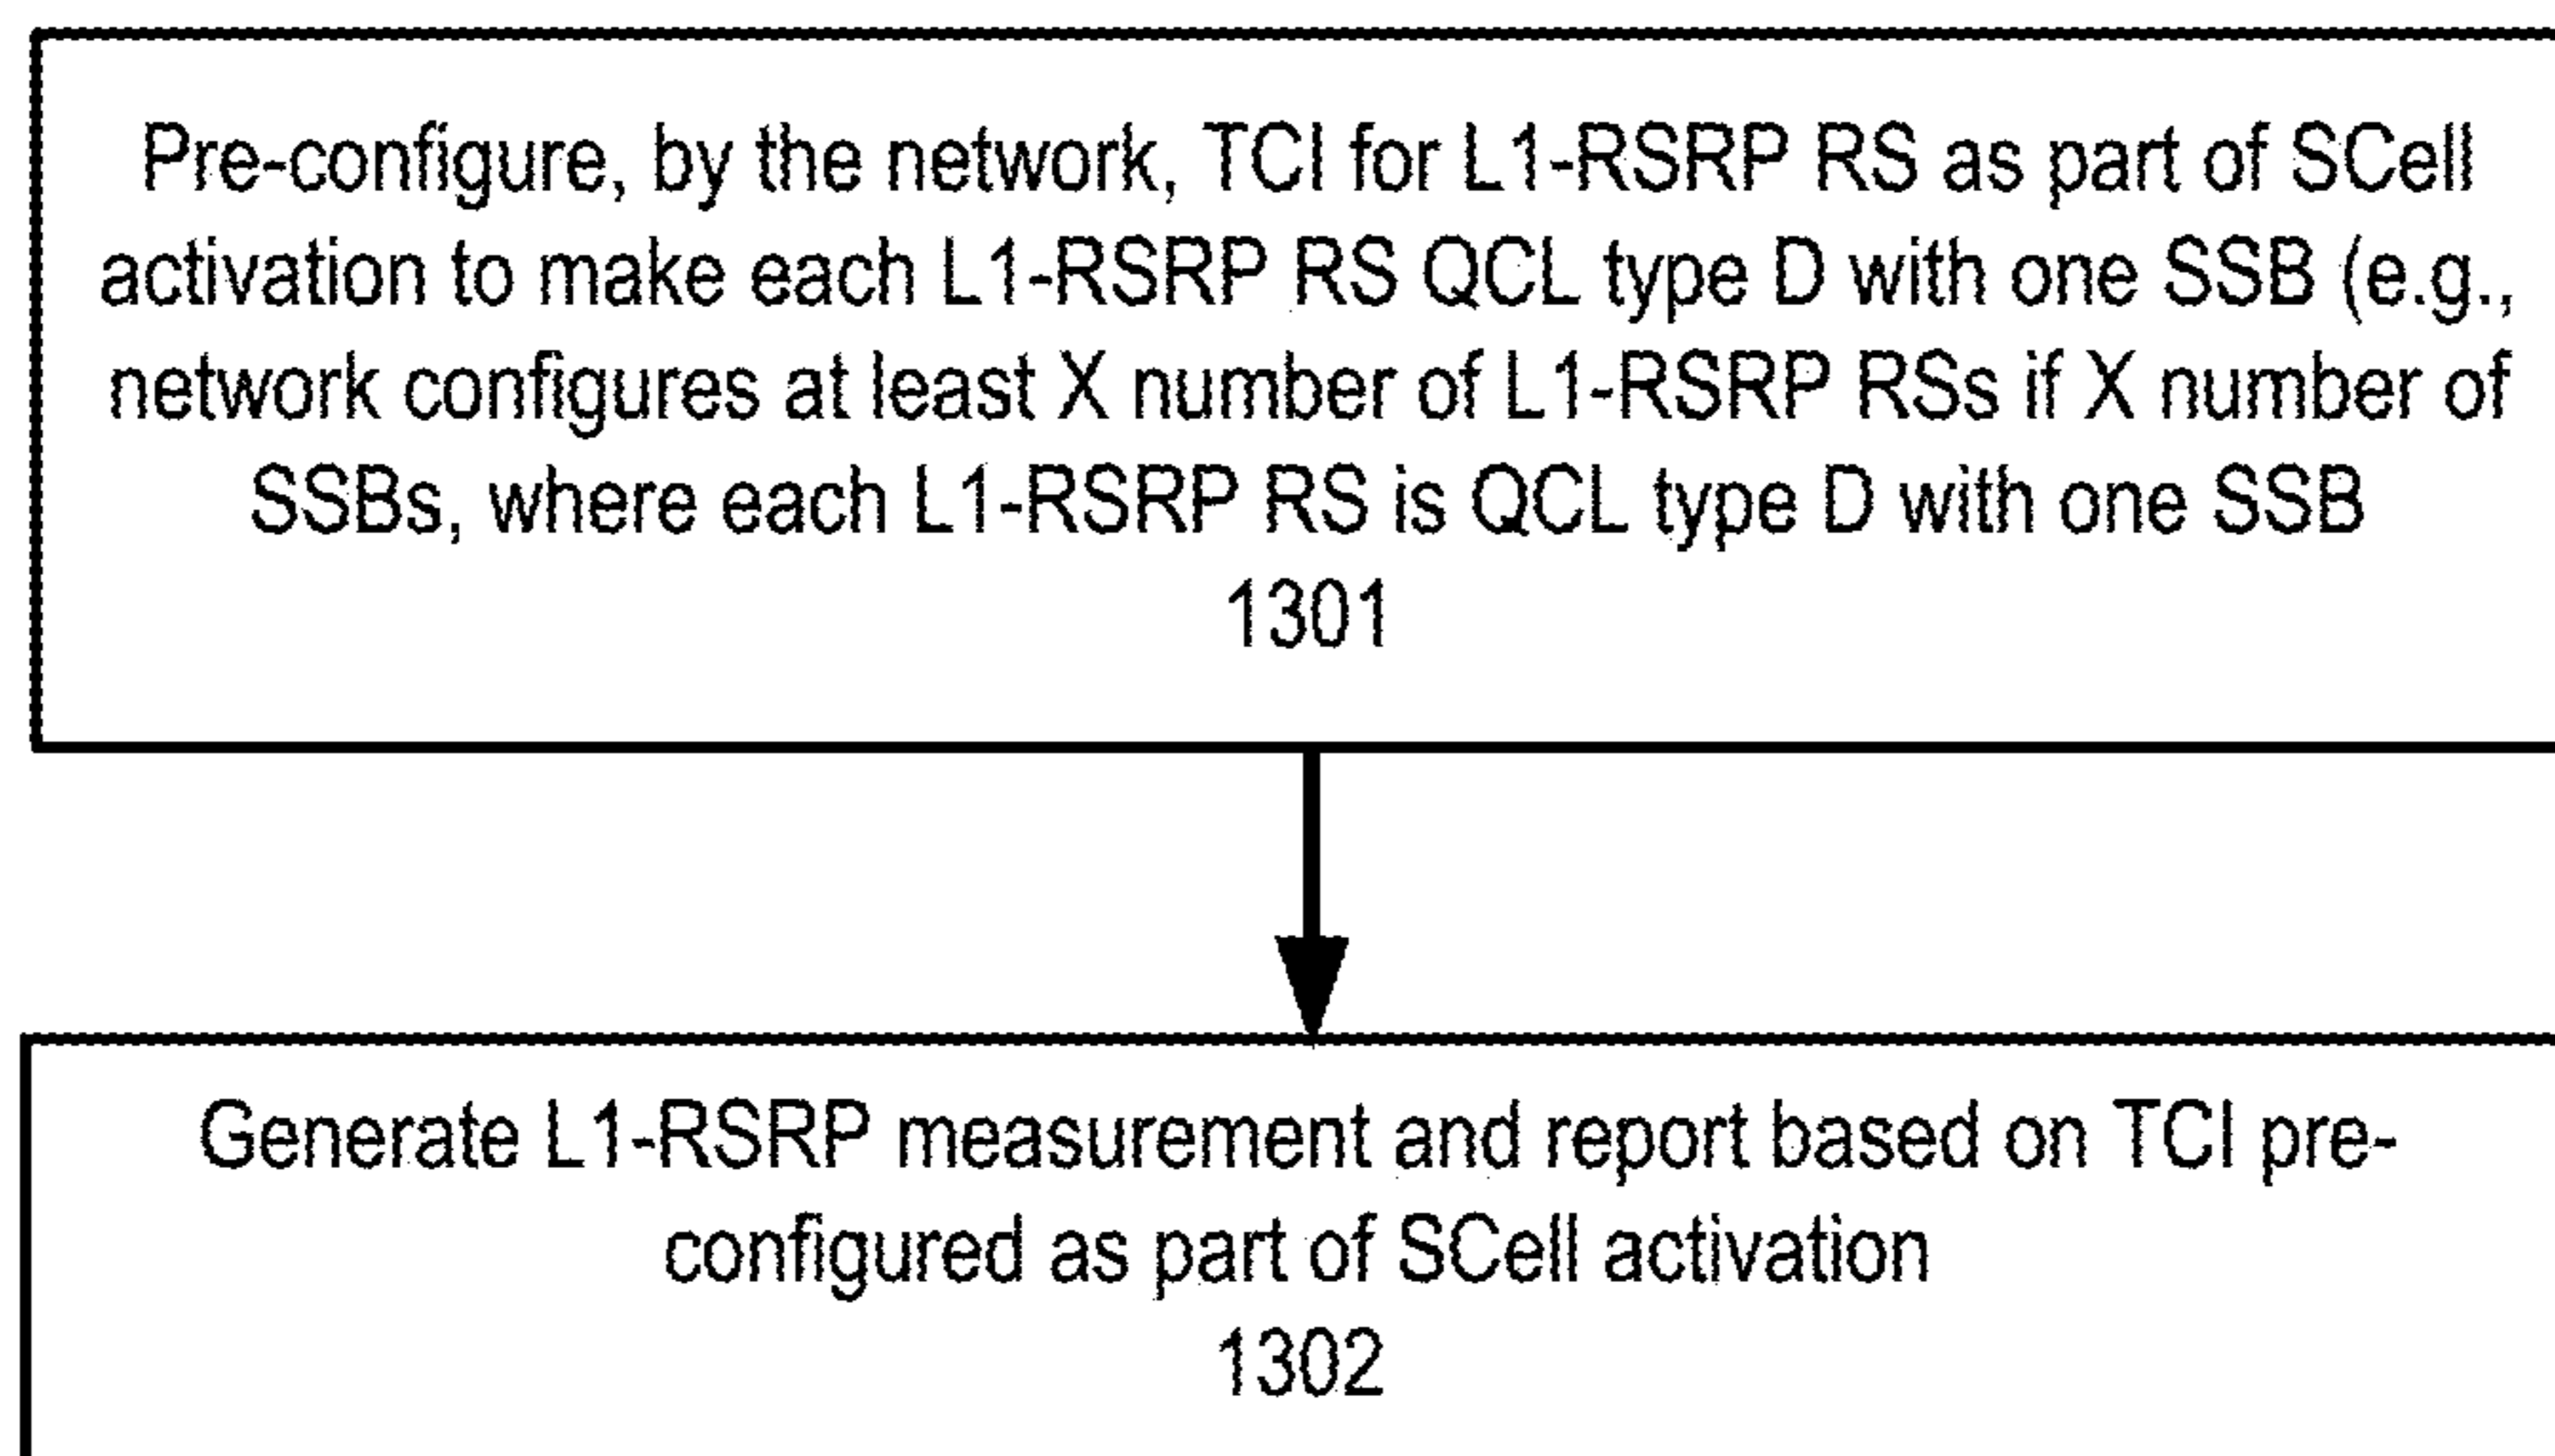 Pre-configure, by the network, TCI for L1-RSRP RS as part of SCell
activation to make each L1-RSRP RS QCL type D with one SSB (e.g.,
network configures at least X number of L1-RSRP RSs if X number of
SSBs, where each L1-RSRP RS is QCL type D with one SSB
1301
Generate L1-RSRP measurement and report based on TCI pre-
configured as part of SCell activation
1302